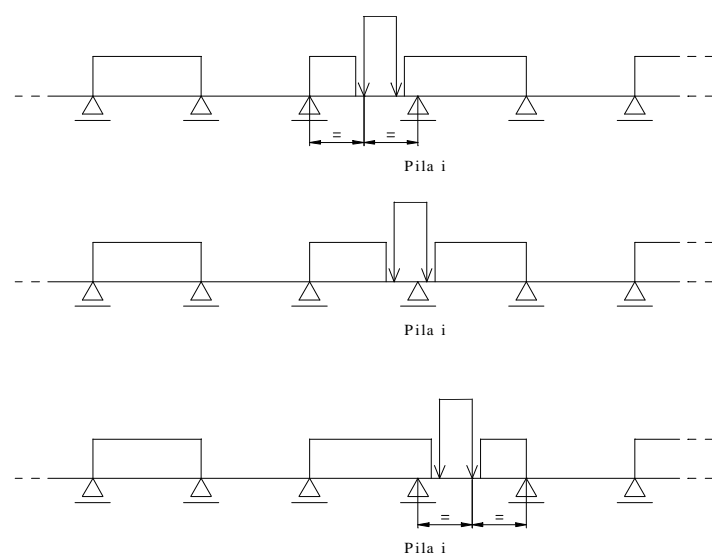 = =
Pila i
Pila i
= =
Pila i